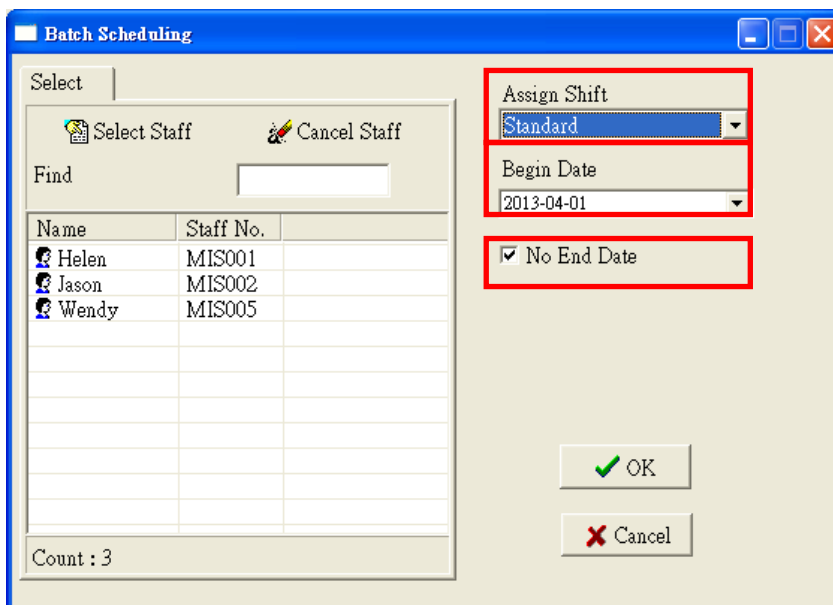 Batch Scheduling
Select
Select Staff Cancel Staff
Find
Name Staff No.
Helen MIS001
Jason MIS002
Wendy MIS005
Count : 3
Assign Shift
Standard
Begin Date
2013-04-01
No End Date
OK
Cancel